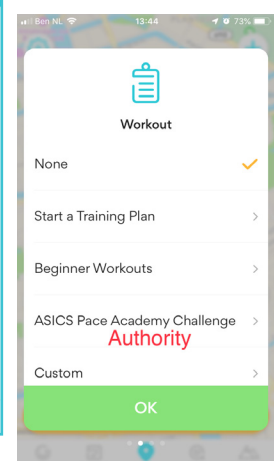 Ben NL 13:44 73%
Workout
None
Start a Training Plan
Beginner Workouts
ASICS Pace Academy Challenge
Authority
Custom
OK